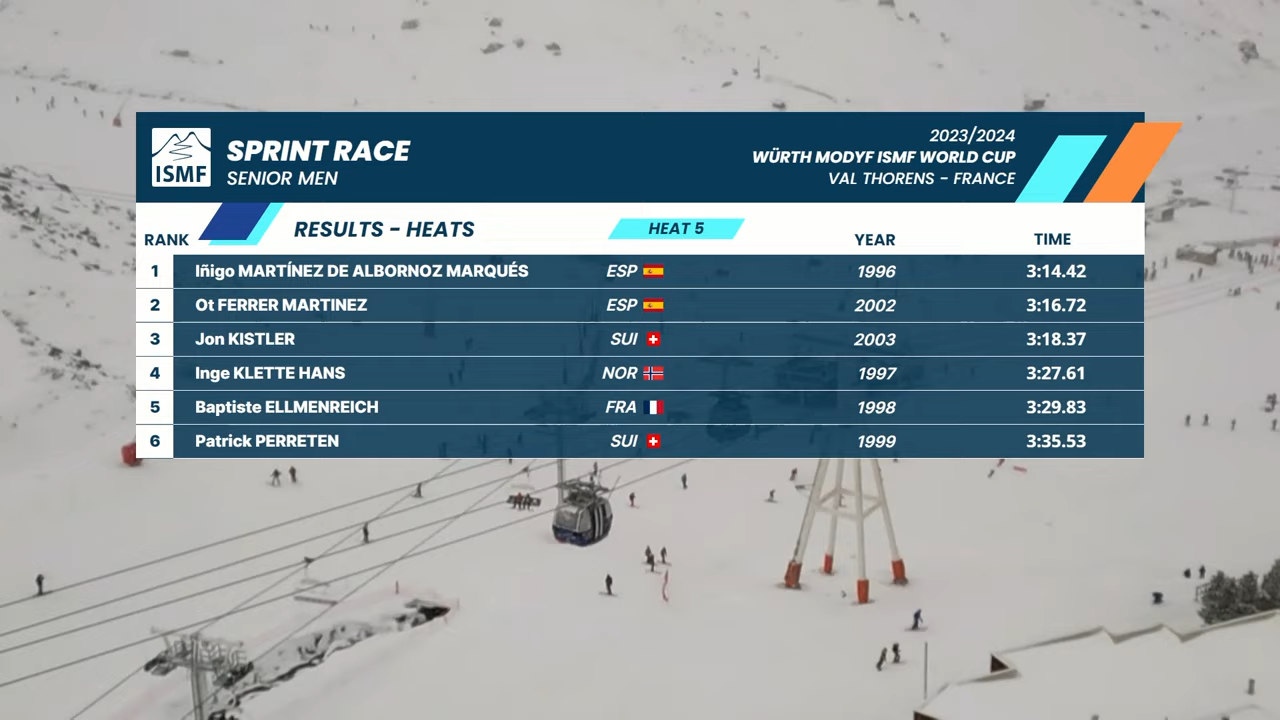 ISMF
SPRINT RACE
SENIOR MEN
2023/2024
WÜRTH MODYF ISMF WORLD CUP
VAL THORENS - FRANCE
RANK RESULTS - HEATS HEAT 5 YEAR TIME
1 Iñigo MARTÍNEZ DE ALBORNOZ MARQUÉS ESP 1996 3:14.42
2 Ot FERRER MARTINEZ ESP 2002 3:16.72
3 Jon KISTLER SUI 2003 3:18.37
4 Inge KLETTE HANS NOR 1997 3:27.61
5 Baptiste ELLMENREICH FRA 1998 3:29.83
6 Patrick PERRETEN SUI 1999 3:35.53